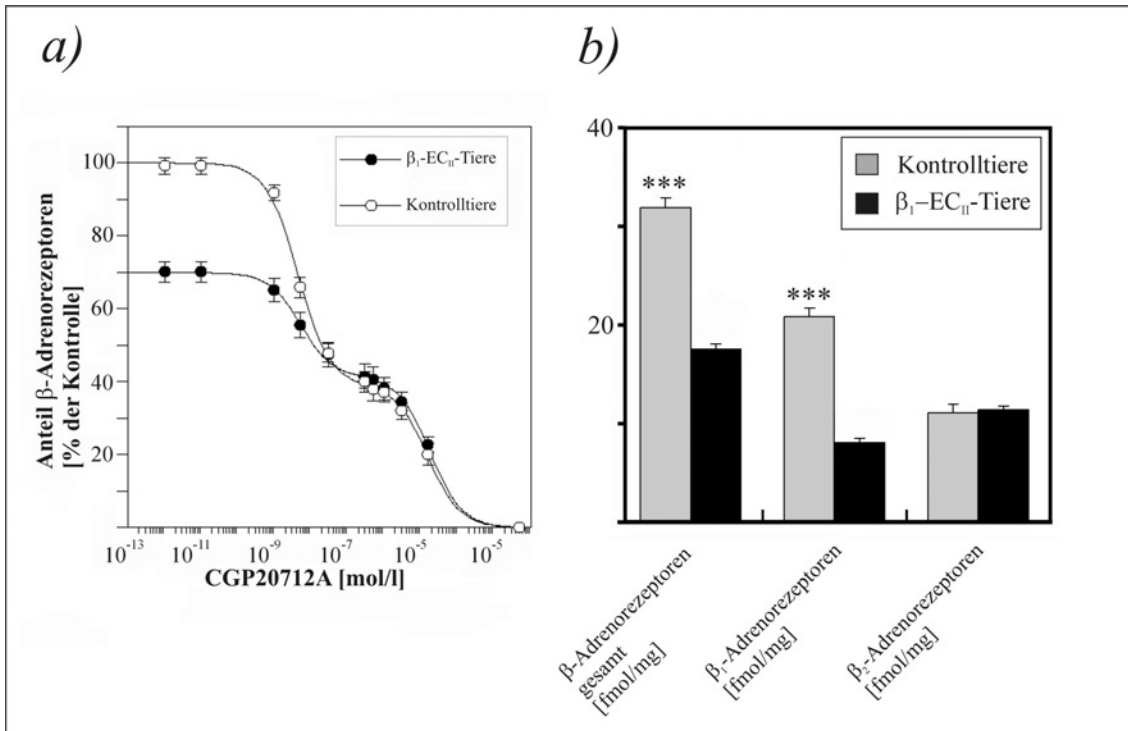 a)
Anteil β-Adrenorezeptoren
[% der Kontrolle]
100
80
60
40
20
β₁-EC_II-Tiere
Kontrolltiere
10⁻¹³
10⁻¹¹
10⁻⁹
10⁻⁷
10⁻⁵
10⁻⁵
CGP20712A [mol/l]
b)
40
20
Kontrolltiere
β₁–EC_II-Tiere
***
***
β-Adrenorezeptoren
gesamt
[fmol/mg]
β₁-Adrenorezeptoren
[fmol/mg]
β₂-Adrenorezeptoren
[fmol/mg]